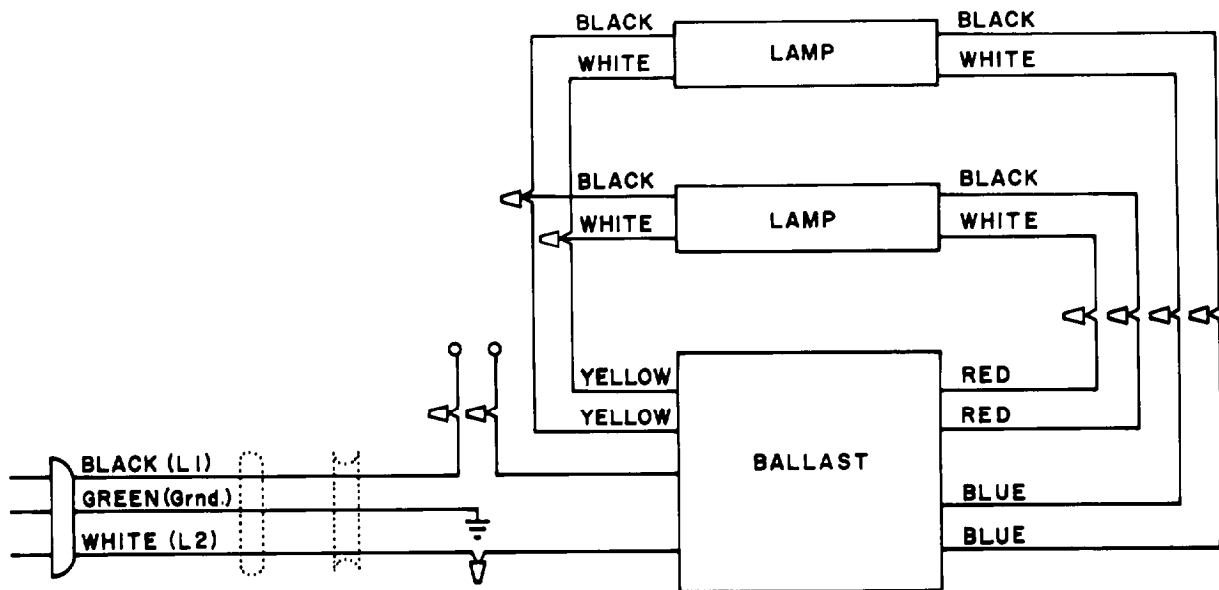 BLACK
BLACK
WHITE
LAMP
WHITE
BLACK
BLACK
WHITE
LAMP
WHITE
YELLOW
RED
YELLOW
RED
BALLAST
BLACK (L1)
GREEN (Grnd.)
BLUE
WHITE (L2)
BLUE